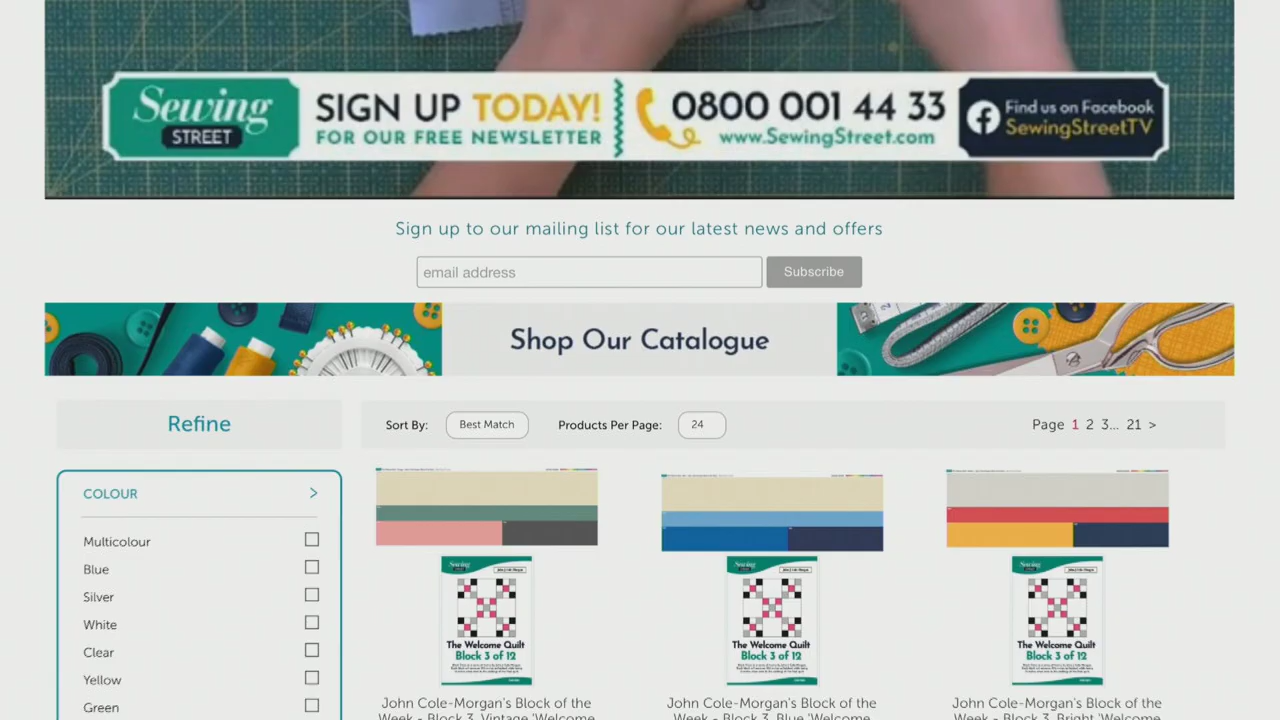 Sewing
STREET
SIGN UP TODAY!
FOR OUR FREE NEWSLETTER
0800 001 44 33
www.SewingStreet.com
Find us on Facebook
SewingStreetTV
Sign up to our mailing list for our latest news and offers
email address
Subscribe
Shop Our Catalogue
Refine
Sort By:
Best Match
Products Per Page:
24
Page 1 2 3... 21 >
COLOUR
Multicolour
Blue
Silver
White
Clear
Yellow
Green
Sewing
The Welcome Quilt
Block 3 of 12
Sewing
The Welcome Quilt
Block 3 of 12
Sewing
The Welcome Quilt
Block 3 of 12
John Cole-Morgan's Block of the
Week - Block 3, Vintage 'Welcome
John Cole-Morgan's Block of the
Week - Block 3, Blue 'Welcome
John Cole-Morgan's Block of the
Week - Block 3, Bright 'Welcome